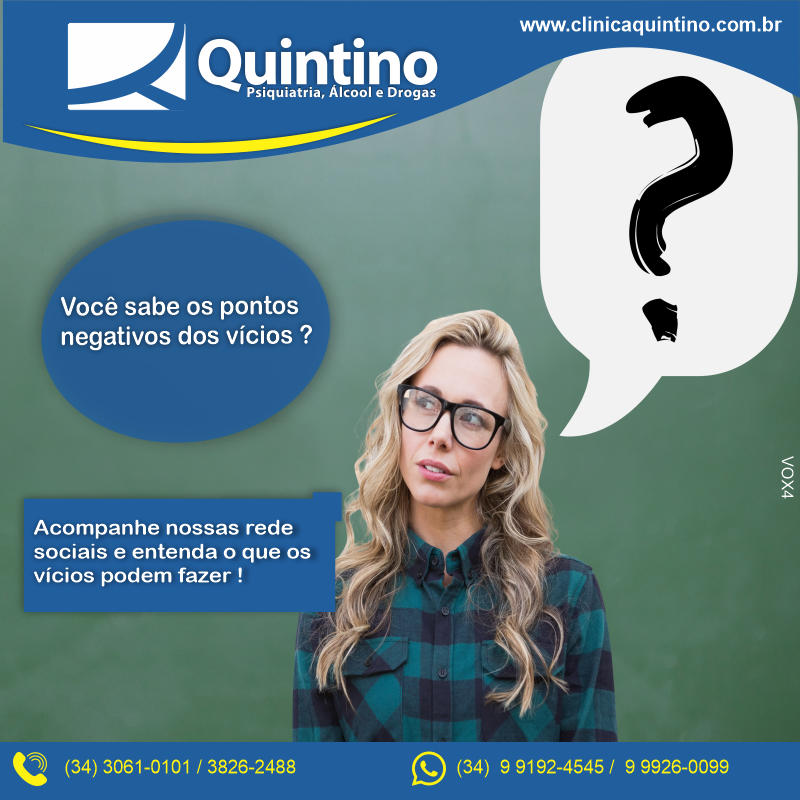 www.clinicaquintino.com.br
Quintino
Psiquiatria, Álcool e Drogas
?
Você sabe os pontos
negativos dos vícios ?
Acompanhe nossas rede
sociais e entenda o que os
vícios podem fazer !
VOX4
(34) 3061-0101 / 3826-2488
(34) 9 9192-4545 / 9 9926-0099